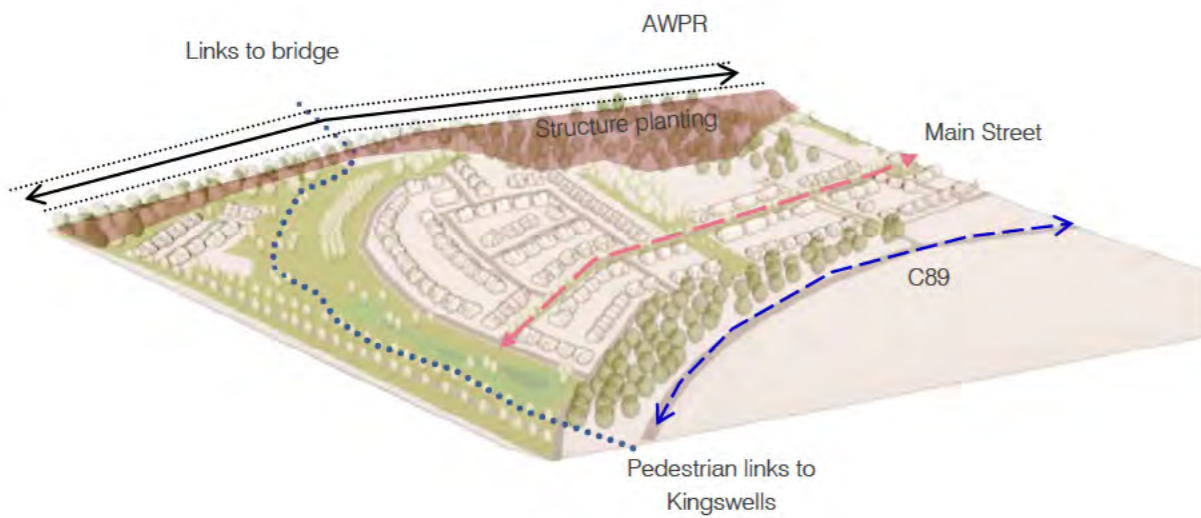 AWPR
Links to bridge
Structure planting
Main Street
C89
Pedestrian links to
Kingswells